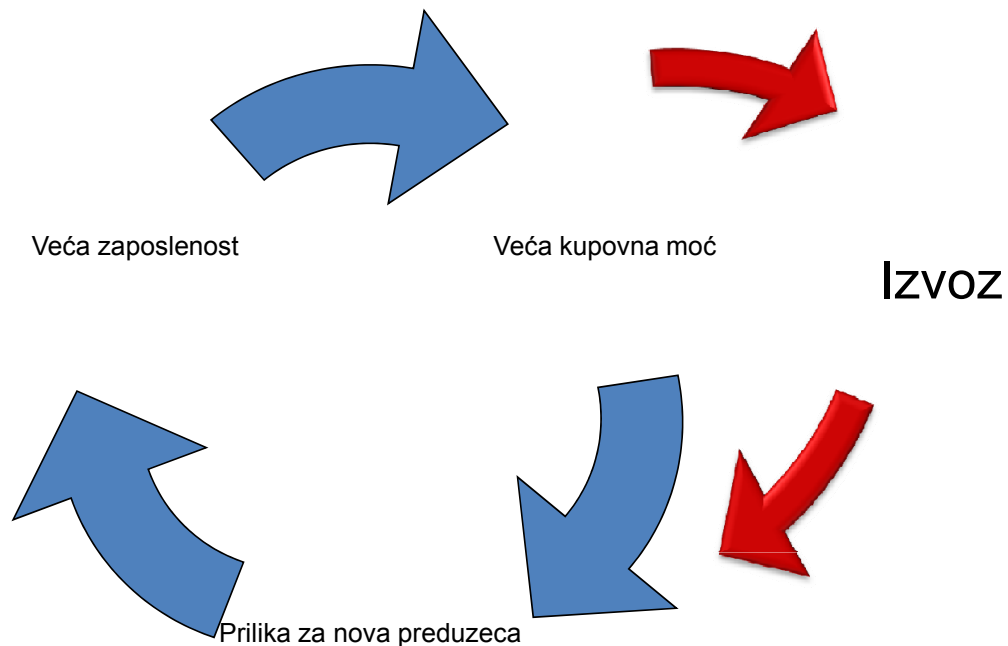 Veća zaposlenost
Veća kupovna moć
Izvoz
Prilika za nova preduzeca